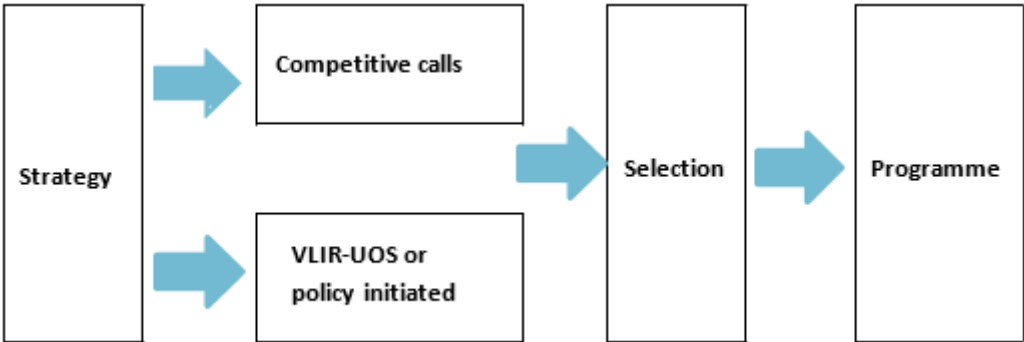 Strategy
Competitive calls
VLIR-UOS or
policy initiated
Selection
Programme